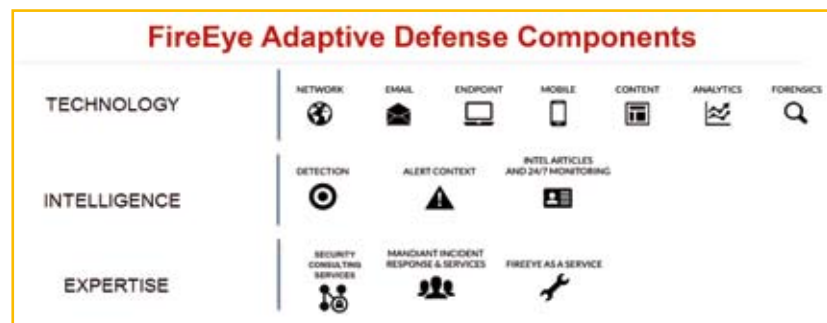 FireEye Adaptive Defense Components
TECHNOLOGY
NETWORK
EMAIL
ENDPOINT
MOBILE
CONTENT
ANALYTICS
FORENSICS
INTELLIGENCE
DETECTION
ALERT CONTEXT
INTEL ARTICLES
AND 24/7 MONITORING
EXPERTISE
SECURITY
CONSULTING
SERVICES
MANDIANT INCIDENT
RESPONSE & SERVICES
FIREEYE AS A SERVICE